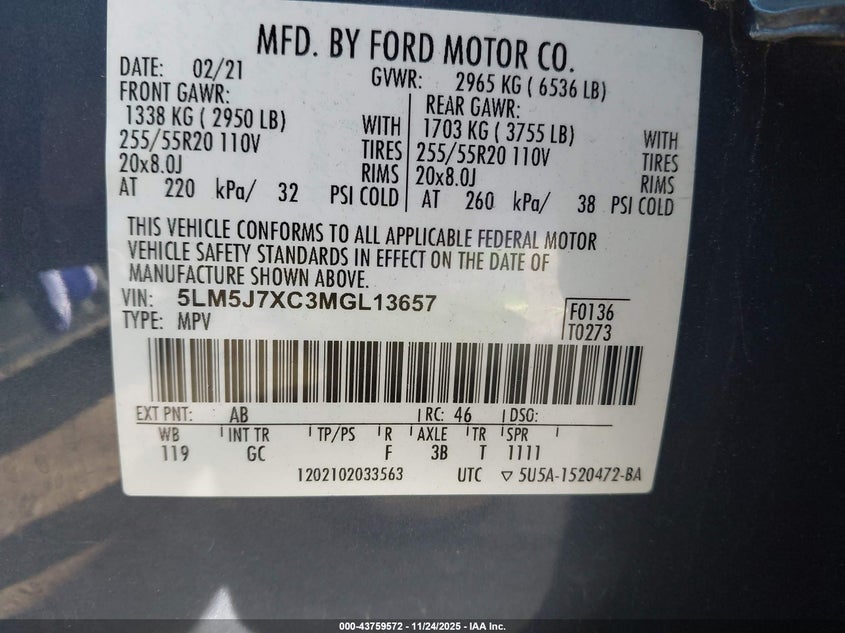 MFD. BY FORD MOTOR CO.
DATE: 02/21 GVWR: 2965 KG ( 6536 LB)
FRONT GAWR: REAR GAWR:
1338 KG ( 2950 LB) WITH 1703 KG ( 3755 LB) WITH
255/55R20 110V TIRES 255/55R20 110V TIRES
20x8.0J RIMS 20x8.0J RIMS
AT 220 kPa/ 32 PSI COLD AT 260 kPa/ 38 PSI COLD
THIS VEHICLE CONFORMS TO ALL APPLICABLE FEDERAL MOTOR
VEHICLE SAFETY STANDARDS IN EFFECT ON THE DATE OF
MANUFACTURE SHOWN ABOVE.
VIN: 5LM5J7XC3MGL13657 F0136
TYPE: MPV T0273
EXT PNT: AB RC: 46 DSO:
WB INT TR TP/PS R AXLE TR SPR
119 GC F 3B T 1111
1202102033563 UTC ▽ 5U5A-1520472-BA
000-43759572 - 11/24/2025 - IAA Inc.